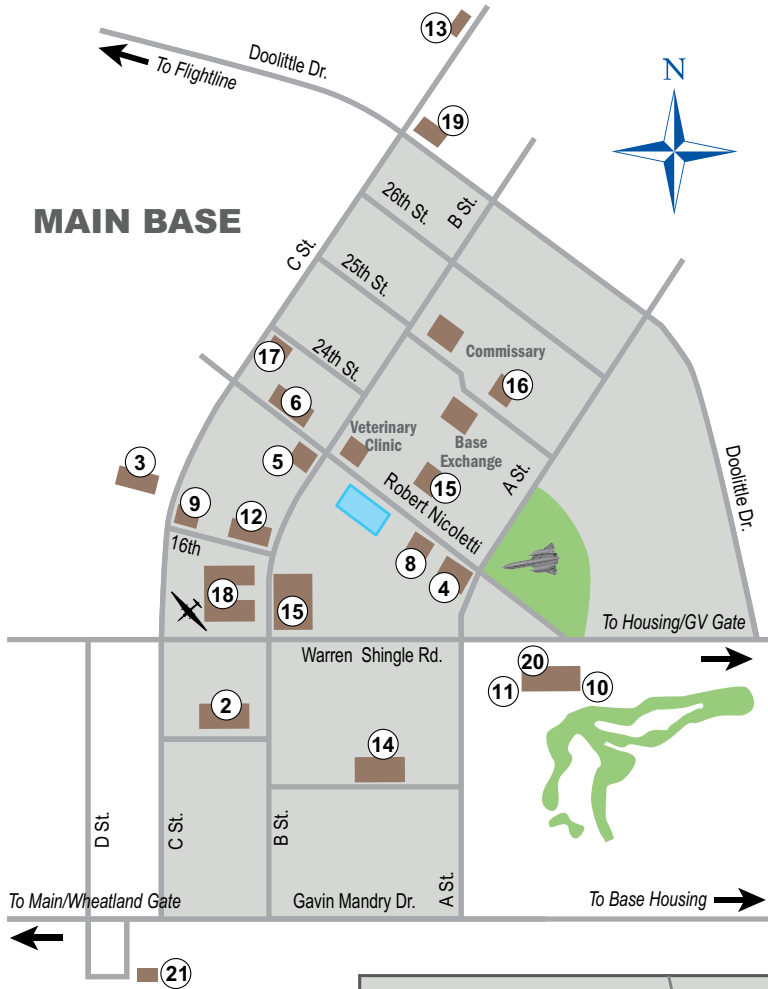 13
Doolittle Dr.
To Flightline
N
19
MAIN BASE
26th St.
B St.
C St.
25th St.
17
24th St.
Commissary
16
6
Veterinary
Clinic
Base
Exchange
3
5
15
A St.
Doolittle Dr.
Robert Nicoletti
9
12
16th
8
4
18
15
To Housing/GV Gate
Warren Shingle Rd.
20
11
10
2
14
D St.
C St.
B St.
A St.
To Main/Wheatland Gate
Gavin Mandry Dr.
To Base Housing
21